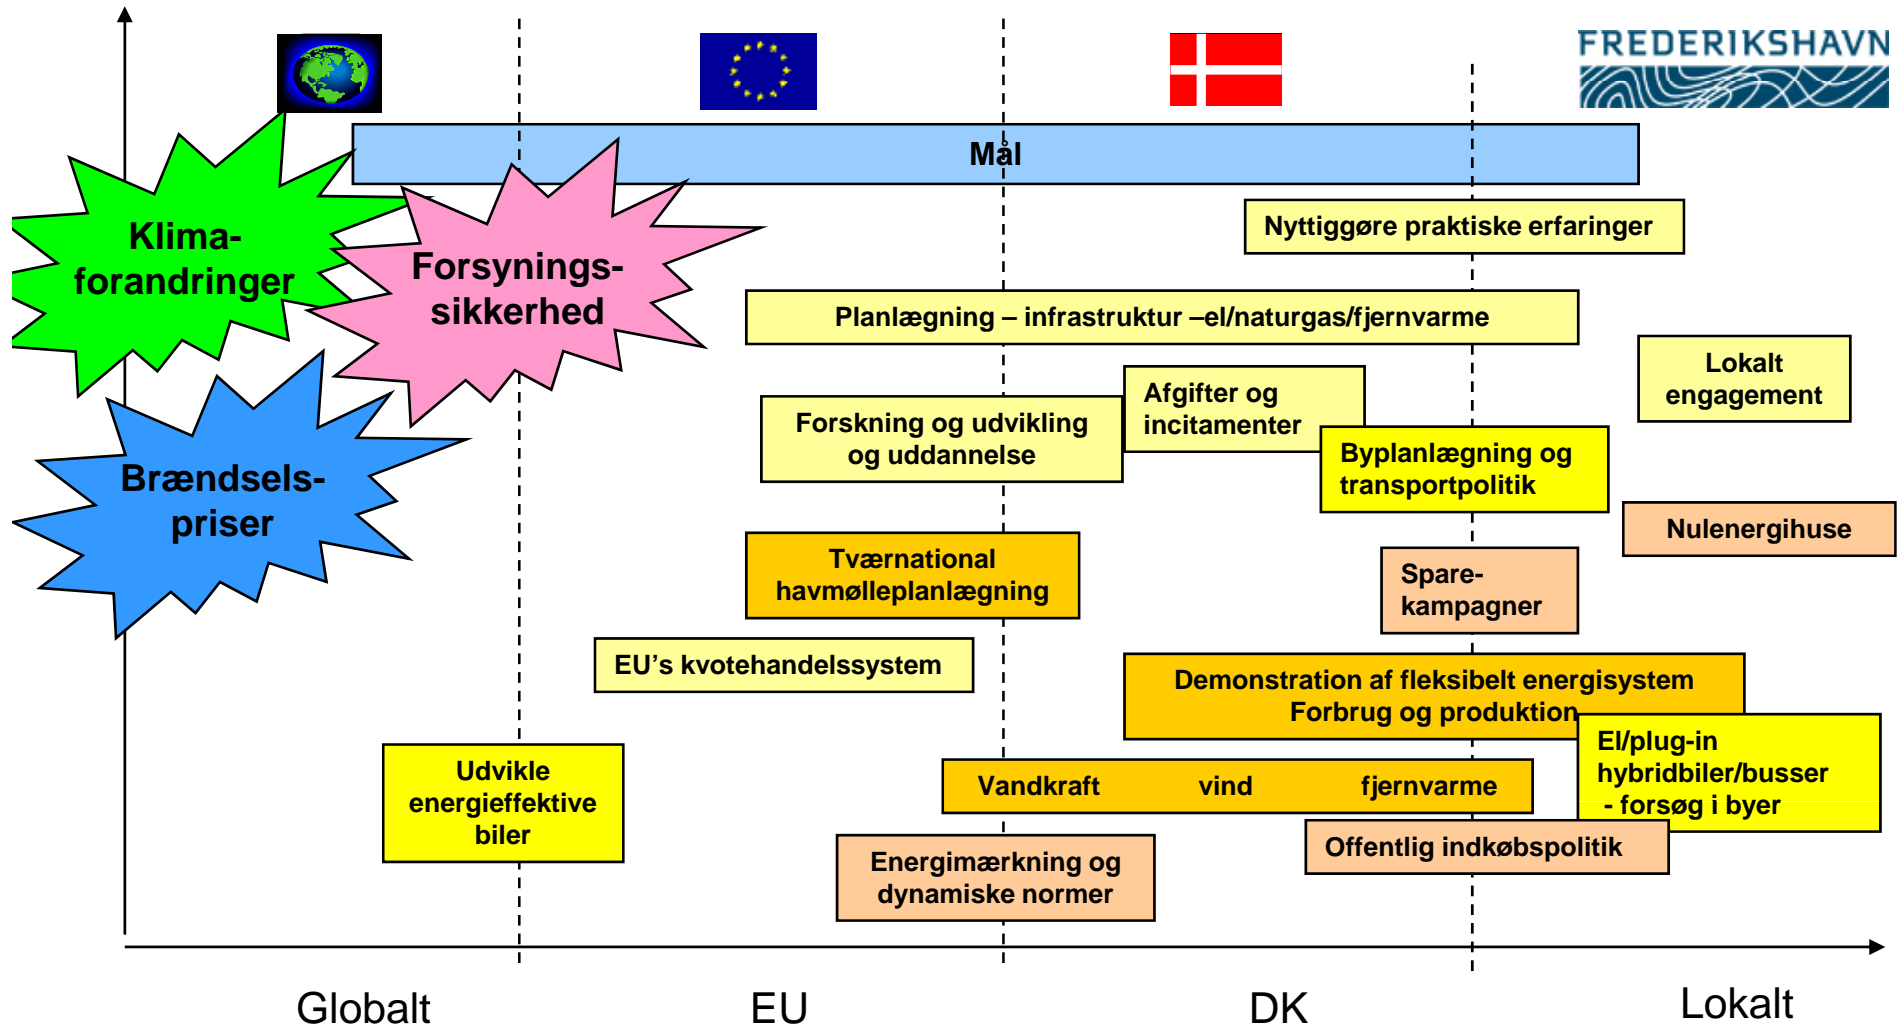 FREDERIKSHAVN
Mål
Klima-
forandringer
Forsynings-
sikkerhed
Nyttiggøre praktiske erfaringer
Planlægning – infrastruktur –el/naturgas/fjernvarme
Lokalt
engagement
Afgifter og
incitamenter
Forskning og udvikling
og uddannelse
Byplanlægning og
transportpolitik
Brændsels-
priser
Nulenergihuse
Tværnational
havmølleplanlægning
Spare-
kampagner
EU's kvotehandelssystem
Demonstration af fleksibelt energisystem
Forbrug og produktion
El/plug-in
hybridbiler/busser
- forsøg i byer
Udvikle
energieffektive
biler
Vandkraft vind fjernvarme
Offentlig indkøbspolitik
Energimærkning og
dynamiske normer
Globalt
EU
DK
Lokalt